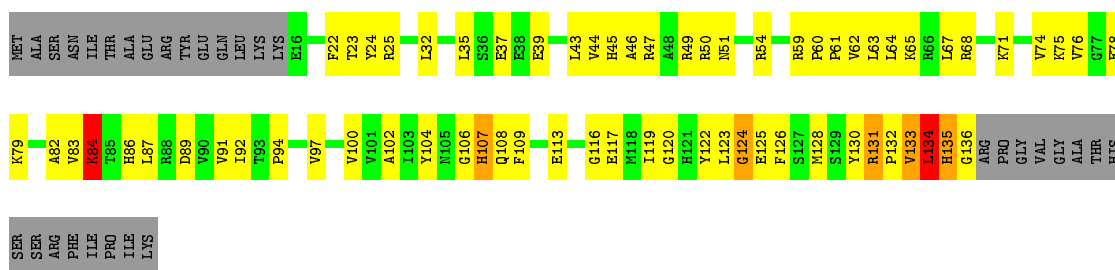 MET ALA SER ASN ILE THR ALA GLU ARG TYR GLU GLN LEU LYS LYS E16 F22 T23 Y24 R25 L32 L35 S36 E37 E38 E39 L43 V44 H45 A46 R47 A48 R49 R50 N51 R54 R59 P60 P61 V62 L63 L64 K65 R66 L67 R68 K71 V74 K75 V76 G77
K79 A82 V83 K84 T85 H86 L87 R88 D89 V90 V91 I92 T93 P94 V97 V100 V101 A102 I103 Y104 N105 G106 H107 Q108 F109 E113 G116 E117 M118 I119 G120 H121 Y122 L123 G124 E125 F126 S127 M128 S129 Y130 R131 P132 V133 L134 H135 G136 ARG PRO GLY VAL VAL GLY ALA THR HIS
SER SER ARG PHE ILE PRO ILE LYS